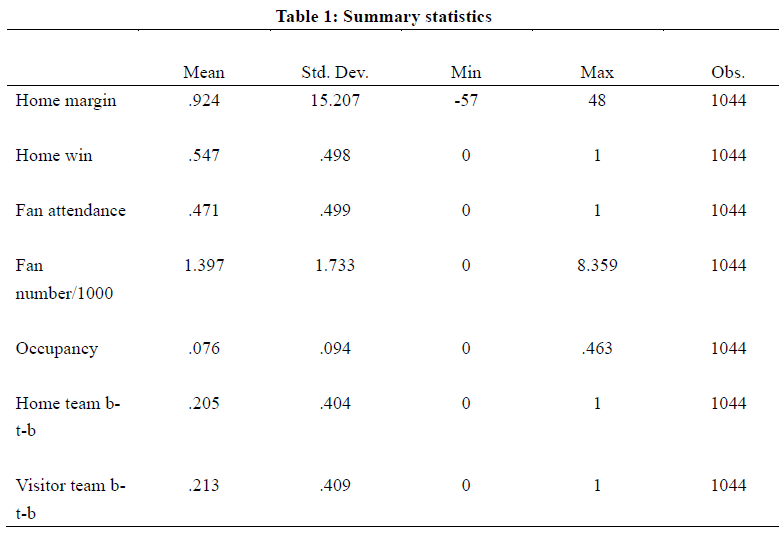 Table 1: Summary statistics
Mean Std. Dev. Min Max Obs.
Home margin .924 15.207 -57 48 1044
Home win .547 .498 0 1 1044
Fan attendance .471 .499 0 1 1044
Fan 1.397 1.733 0 8.359 1044
number/1000
Occupancy .076 .094 0 .463 1044
Home team b- .205 .404 0 1 1044
t-b
Visitor team b- .213 .409 0 1 1044
t-b